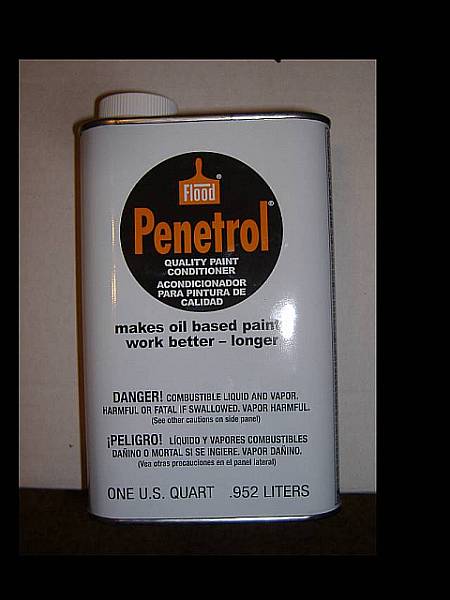 Flood®
Penetrol®
QUALITY PAINT
CONDITIONER
ACONDICIONADOR
PARA PINTURA DE
CALIDAD
makes oil based paint
work better – longer
DANGER! COMBUSTIBLE LIQUID AND VAPOR.
HARMFUL OR FATAL IF SWALLOWED. VAPOR HARMFUL.
(See other cautions on side panel)
¡PELIGRO! LÍQUIDO Y VAPORES COMBUSTIBLES
DAÑINO O MORTAL SI SE INGIERE. VAPOR DAÑINO.
(Vea otras precauciones en el panel lateral)
ONE U.S. QUART .952 LITERS